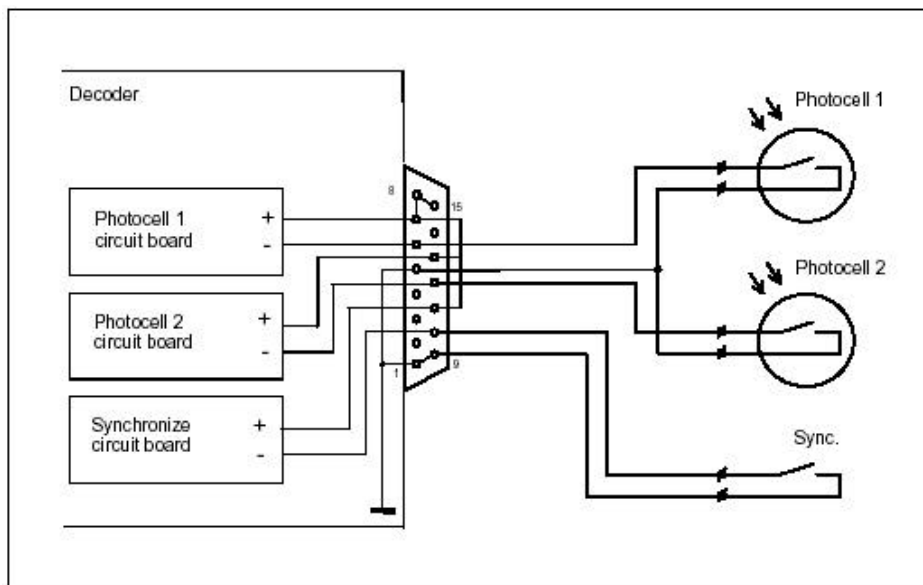 Decoder
Photocell 1
circuit board
+
-
Photocell 2
circuit board
+
-
Synchronize
circuit board
+
-
8
15
1
9
Photocell 1
Photocell 2
Sync.